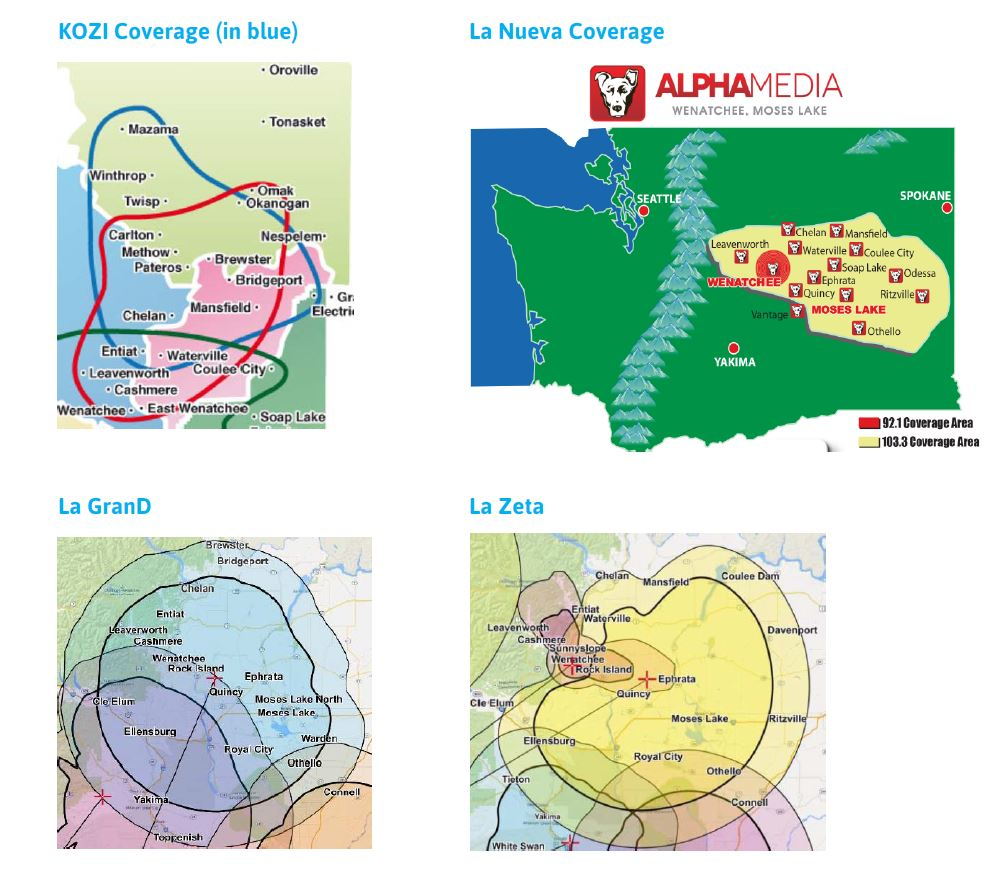 KOZI Coverage (in blue)
Oroville
Tonasket
Mazama
Winthrop
Omak
Twisp
Okanogan
Carlton
Nespelem
Methow
Brewster
Pateros
Bridgeport
Mansfield
Electri
Chelan
Entiat
Waterville
Leavenworth
Coulee City
Cashmere
Wenatchee
East Wenatchee
Soap Lake
La Nueva Coverage
ALPHAMEDIA
WENATCHEE, MOSES LAKE
SEATTLE
SPOKANE
Chelan
Mansfield
Leavenworth
Waterville
Coulee City
Soap Lake
Odessa
WENATCHEE
Ephrata
Quincy
Ritzville
Vantage
MOSES LAKE
Othello
YAKIMA
92.1 Coverage Area
103.3 Coverage Area
La GranD
Brewster
Bridgeport
Chelan
Entiat
Leaverworth
Cashmere
Wenatchee
Rock Island
Ephrata
Quincy
Moses Lake North
Cle Elum
Moses Lake
Ellensburg
Warden
Royal City
Othello
Connell
Yakima
Toppenish
La Zeta
Chelan
Mansfield
Coulee Dam
Entiat
Waterville
Leavenworth
Davenport
Cashmere
Sunnyslope
Wenatchee
Rock Island
Ephrata
Quincy
Cle Elum
Moses Lake
Ritzville
Ellensburg
Royal City
Othello
Tieton
Connell
Yakima
White Swan